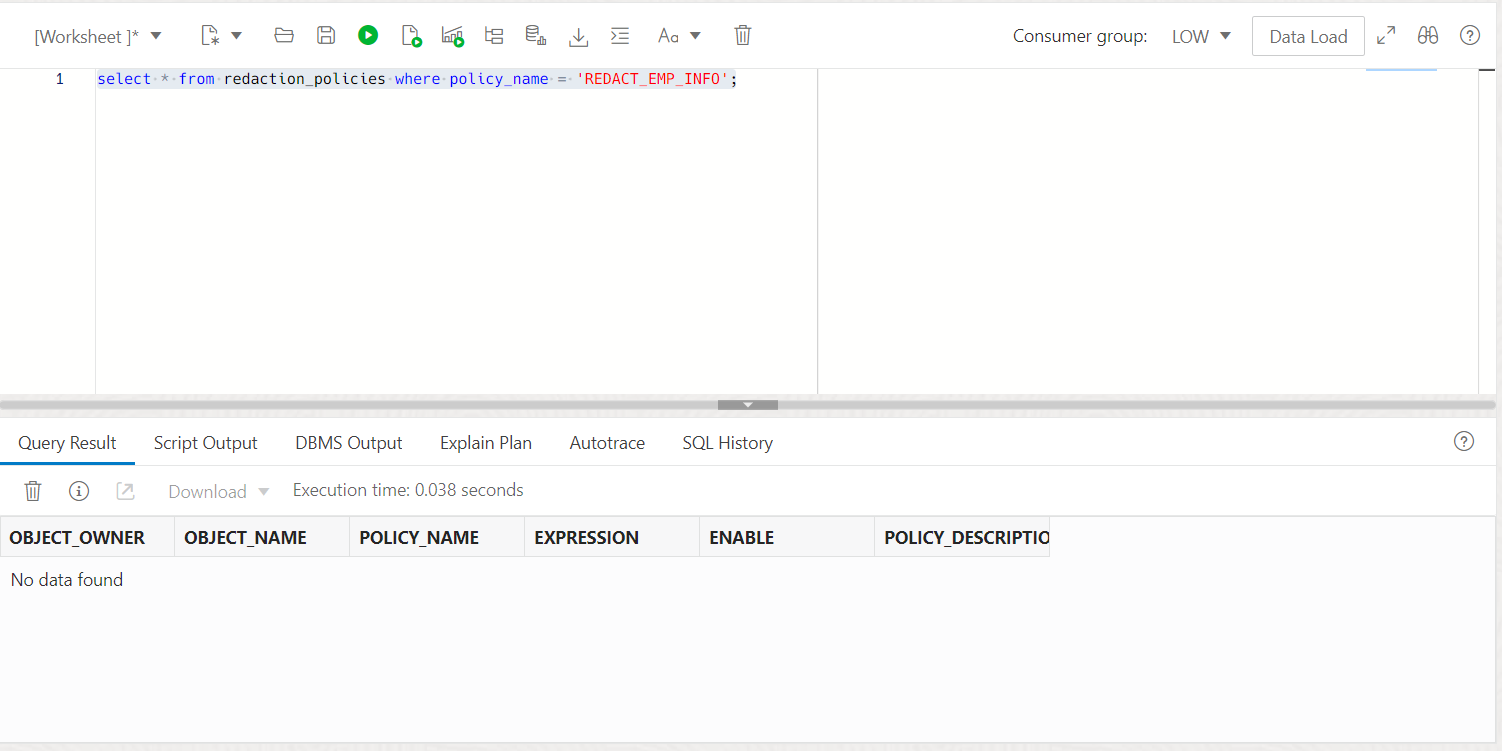 [Worksheet ]* Aa Consumer group: LOW Data Load
1 select * from redaction_policies where policy_name = 'REDACT_EMP_INFO';
Query Result Script Output DBMS Output Explain Plan Autotrace SQL History
Download Execution time: 0.038 seconds
OBJECT_OWNER OBJECT_NAME POLICY_NAME EXPRESSION ENABLE POLICY_DESCRIPTIO
No data found